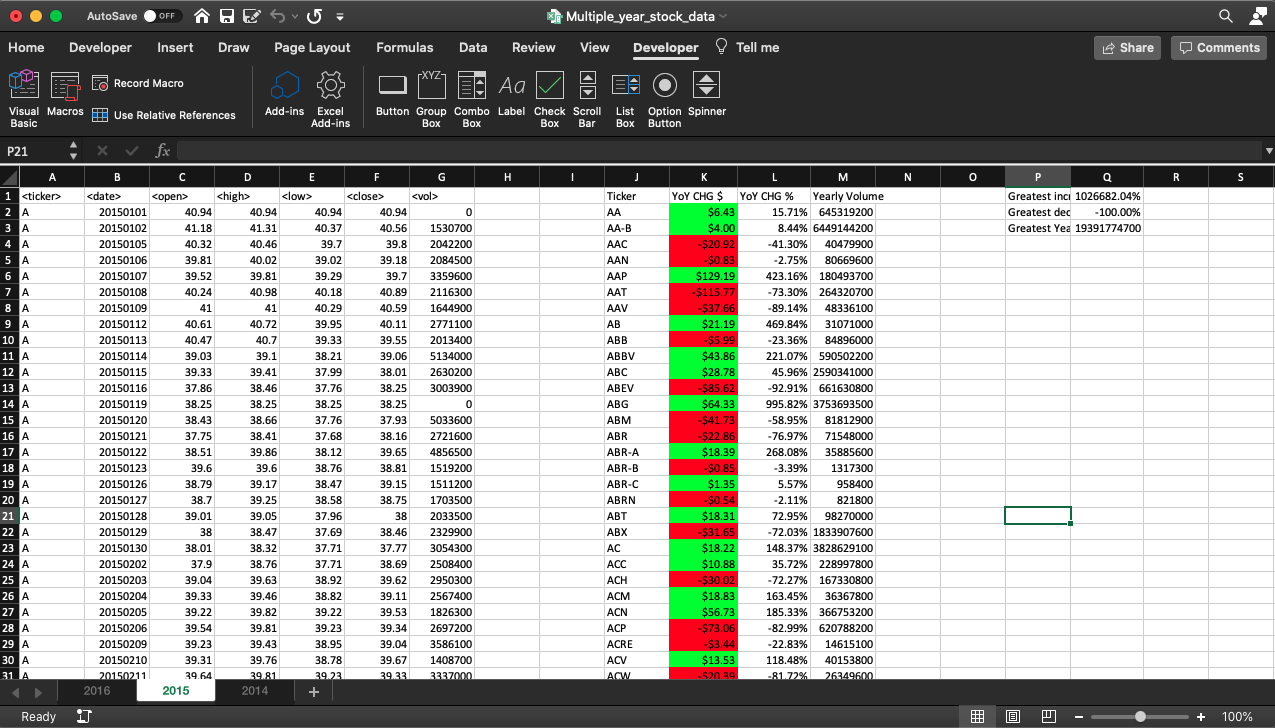 AutoSave OFF Multiple_year_stock_data
Home Developer Insert Draw Page Layout Formulas Data Review View Developer Tell me Share Comments
Record Macro
Use Relative References
Visual Basic Macros Add-ins Excel Add-ins Button Group Box Combo Box Label Check Box Scroll Bar List Box Option Button Spinner
XYZ Aa
P21 fx
A B C D E F G H I J K L M N O P Q R S
1 <ticker> <date> <open> <high> <low> <close> <vol> Ticker YoY CHG $ YoY CHG % Yearly Volume Greatest inc 1026682.04%
2 A 20150101 40.94 40.94 40.94 40.94 0 AA $6.43 15.71% 645319200 Greatest dec -100.00%
3 A 20150102 41.18 41.31 40.37 40.56 1530700 AA-B $4.00 8.44% 6449144200 Greatest Yea 19391774700
4 A 20150105 40.32 40.46 39.7 39.8 2042200 AAC -$20.92 -41.30% 40479900
5 A 20150106 39.81 40.02 39.02 39.18 2084500 AAN -$0.83 -2.75% 80669600
6 A 20150107 39.52 39.81 39.29 39.7 3359600 AAP $129.19 423.16% 180493700
7 A 20150108 40.24 40.98 40.18 40.89 2116300 AAT -$115.77 -73.30% 264320700
8 A 20150109 41 41 40.29 40.59 1644900 AAV -$37.66 -89.14% 48336100
9 A 20150112 40.61 40.72 39.95 40.11 2771100 AB $21.19 469.84% 31071000
10 A 20150113 40.47 40.7 39.33 39.55 2013400 ABB -$5.99 -23.36% 84896000
11 A 20150114 39.03 39.1 38.21 39.06 5134000 ABBV $43.86 221.07% 590502200
12 A 20150115 39.33 39.41 37.99 38.01 2630200 ABC $28.78 45.96% 2590341000
13 A 20150116 37.86 38.46 37.76 38.25 3003900 ABEV -$85.62 -92.91% 661630800
14 A 20150119 38.25 38.25 38.25 38.25 0 ABG $64.33 995.82% 3753693500
15 A 20150120 38.43 38.66 37.76 37.93 5033600 ABM -$41.73 -58.95% 81812900
16 A 20150121 37.75 38.41 37.68 38.16 2721600 ABR -$22.86 -76.97% 71548000
17 A 20150122 38.51 39.86 38.12 39.65 4856500 ABR-A $18.39 268.08% 35885600
18 A 20150123 39.6 39.6 38.76 38.81 1519200 ABR-B -$0.85 -3.39% 1317300
19 A 20150126 38.79 39.17 38.47 39.15 1511200 ABR-C $1.35 5.57% 958400
20 A 20150127 38.7 39.25 38.58 38.75 1703500 ABRN -$0.54 -2.11% 821800
21 A 20150128 39.01 39.05 37.96 38 2033500 ABT $18.31 72.95% 98270000
22 A 20150129 38 38.47 37.69 38.46 2329900 ABX -$31.65 -72.03% 1833907600
23 A 20150130 38.01 38.32 37.71 37.77 3054300 AC $18.22 148.37% 3828629100
24 A 20150202 37.9 38.76 37.71 38.69 2508400 ACC $10.88 35.72% 228997800
25 A 20150203 39.04 39.63 38.92 39.62 2950300 ACH -$30.02 -72.27% 167330800
26 A 20150204 39.33 39.46 38.82 39.11 2567400 ACM $18.83 163.45% 36367800
27 A 20150205 39.22 39.82 39.22 39.53 1826300 ACN $56.73 185.33% 366753200
28 A 20150206 39.54 39.81 39.23 39.34 2697200 ACP -$73.06 -82.99% 620788200
29 A 20150209 39.23 39.43 38.95 39.04 3586100 ACRE -$3.44 -22.83% 14615100
30 A 20150210 39.31 39.76 38.78 39.67 1408700 ACV $13.53 118.48% 40153800
31 A 20150211 39.64 39.81 39.23 39.33 3337000 ACW -$20.39 -81.72% 26349600
2016 2015 2014 +
Ready 100%